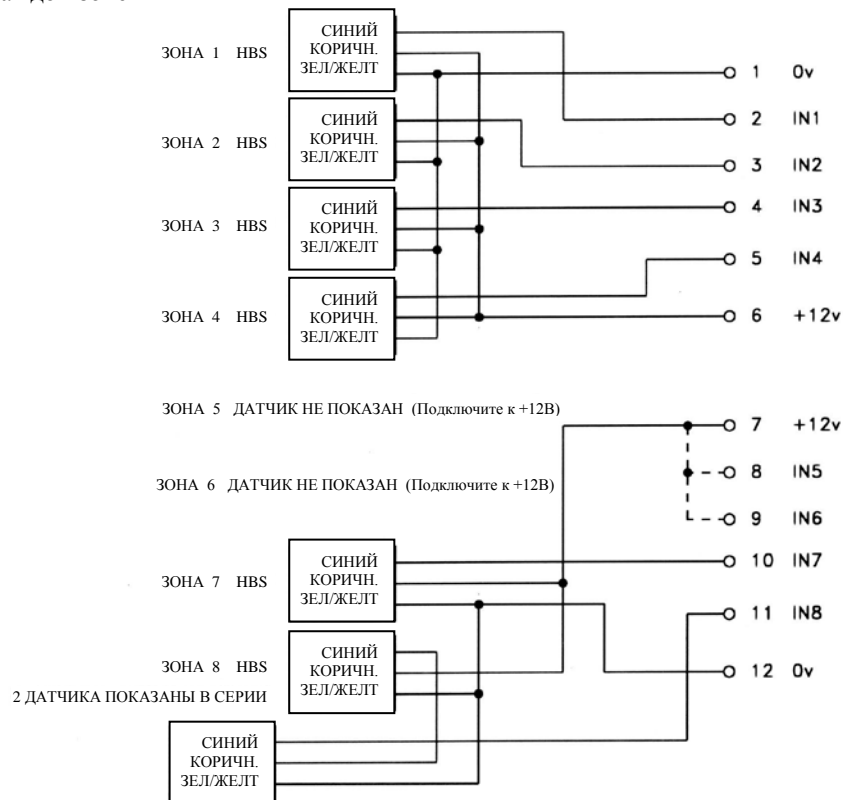 ЗОНА 1 HBS
СИНИЙ
КОРИЧН.
ЗЕЛ/ЖЕЛТ
1 0v
2 IN1
ЗОНА 2 HBS
СИНИЙ
КОРИЧН.
ЗЕЛ/ЖЕЛТ
3 IN2
ЗОНА 3 HBS
СИНИЙ
КОРИЧН.
ЗЕЛ/ЖЕЛТ
4 IN3
5 IN4
ЗОНА 4 HBS
СИНИЙ
КОРИЧН.
ЗЕЛ/ЖЕЛТ
6 +12v
ЗОНА 5 ДАТЧИК НЕ ПОКАЗАН (Подключите к +12В)
7 +12v
8 IN5
ЗОНА 6 ДАТЧИК НЕ ПОКАЗАН (Подключите к +12В)
9 IN6
ЗОНА 7 HBS
СИНИЙ
КОРИЧН.
ЗЕЛ/ЖЕЛТ
10 IN7
11 IN8
ЗОНА 8 HBS
СИНИЙ
КОРИЧН.
ЗЕЛ/ЖЕЛТ
12 0v
2 ДАТЧИКА ПОКАЗАНЫ В СЕРИИ
СИНИЙ
КОРИЧН.
ЗЕЛ/ЖЕЛТ